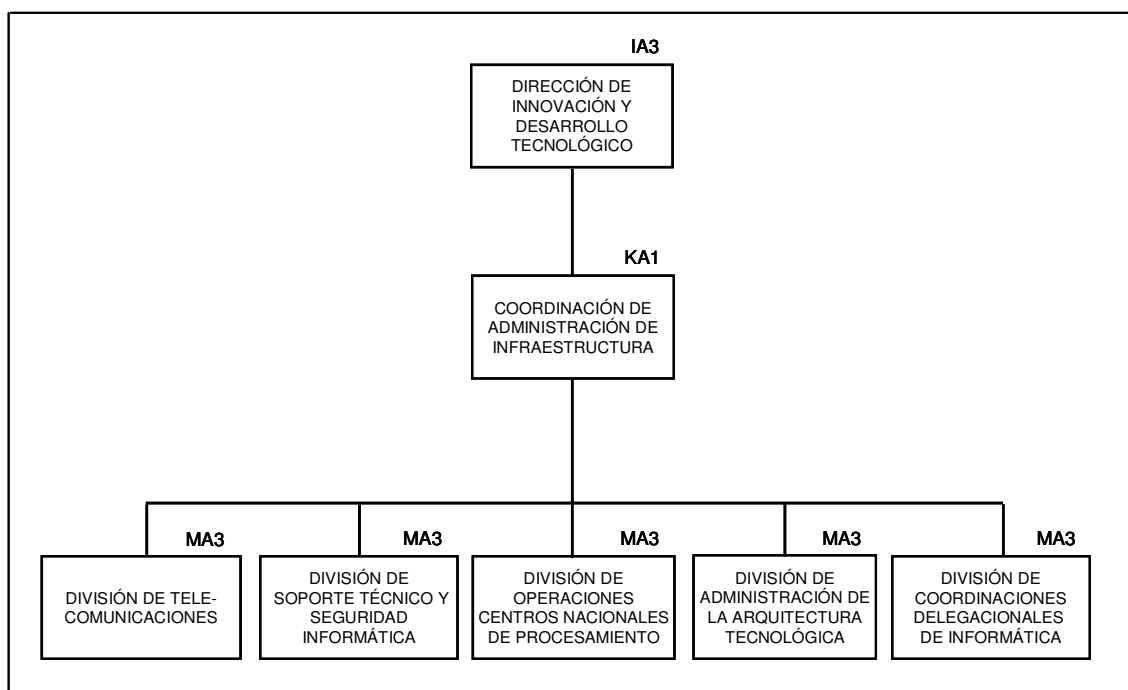 IA3
DIRECCIÓN DE
INNOVACIÓN Y
DESARROLLO
TECNOLÓGICO
KA1
COORDINACIÓN DE
ADMINISTRACIÓN DE
INFRAESTRUCTURA
MA3
DIVISIÓN DE TELE-
COMUNICACIONES
MA3
DIVISIÓN DE
SOPORTE TÉCNICO Y
SEGURIDAD
INFORMÁTICA
MA3
DIVISIÓN DE
OPERACIONES
CENTROS NACIONALES
DE PROCESAMIENTO
MA3
DIVISIÓN DE
ADMINISTRACIÓN DE
LA ARQUITECTURA
TECNOLÓGICA
MA3
DIVISIÓN DE
COORDINACIONES
DELEGACIONALES
DE INFORMÁTICA